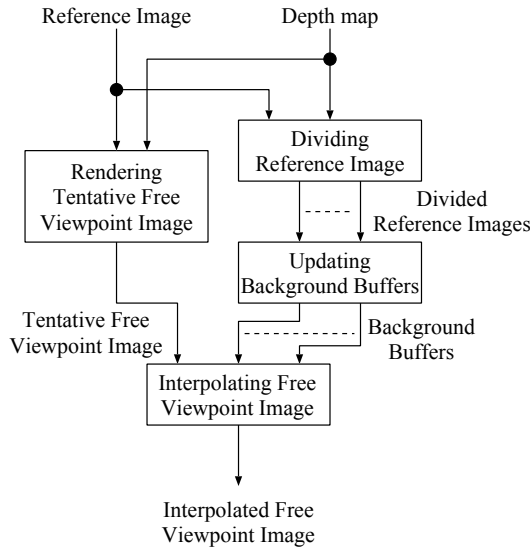 Reference Image
Depth map
Dividing
Reference Image
Rendering
Tentative Free
Viewpoint Image
Divided
Reference Images
Updating
Background Buffers
Tentative Free
Viewpoint Image
Background
Buffers
Interpolating Free
Viewpoint Image
Interpolated Free
Viewpoint Image